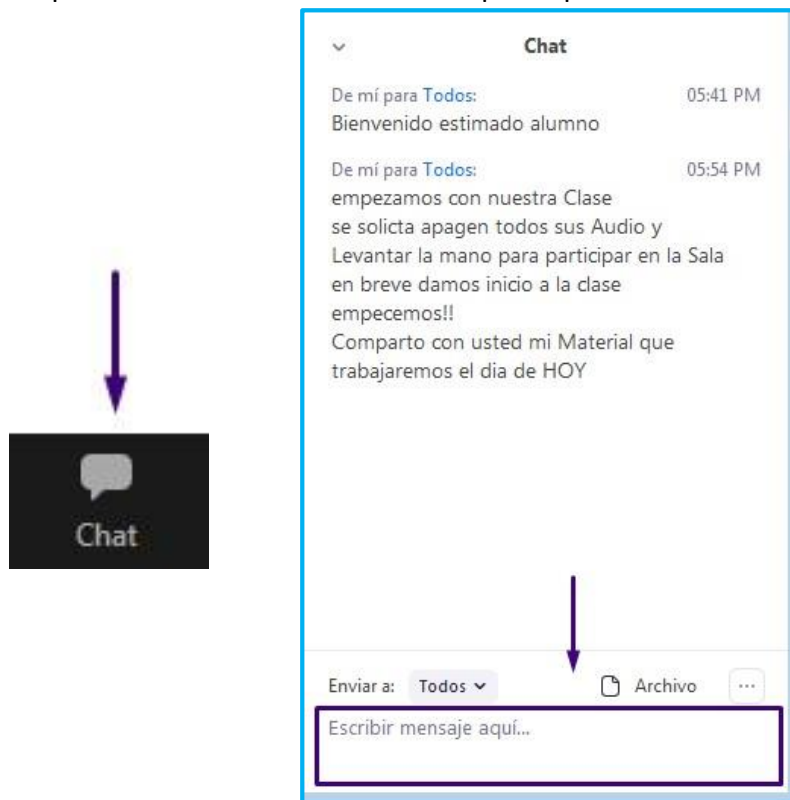 Chat
De mí para Todos: 05:41 PM
Bienvenido estimado alumno
De mí para Todos: 05:54 PM
empezamos con nuestra Clase
se solicta apagen todos sus Audio y
Levantar la mano para participar en la Sala
en breve damos inicio a la clase
empecemos!!
Comparto con usted mi Material que
trabajaremos el dia de HOY
Chat
Enviar a: Todos Archivo ...
Escribir mensaje aquí...